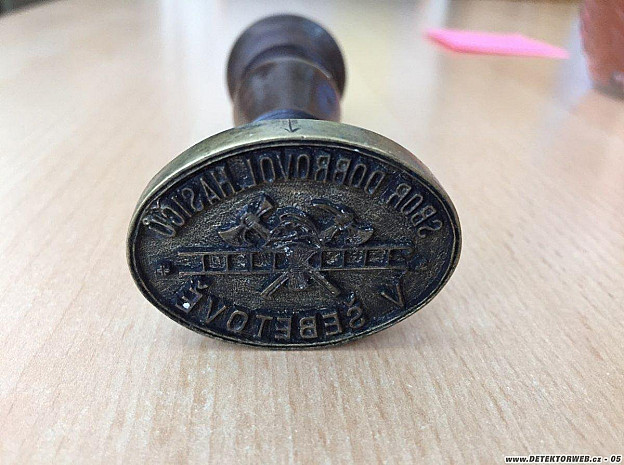 SBOR DOBROVOL. HASIČŮ
V ŠEBETOVĚ
www.DETEKTORWEB.cz - 05